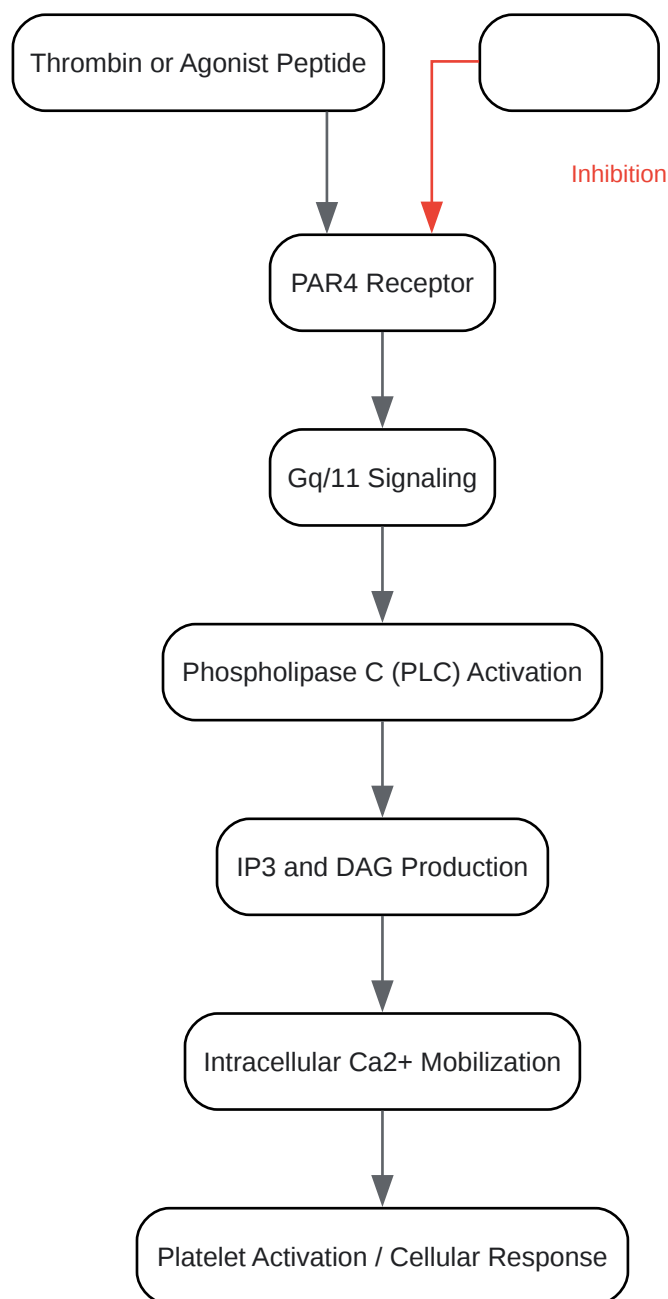 Thrombin or Agonist Peptide
Inhibition
PAR4 Receptor
Gq/11 Signaling
Phospholipase C (PLC) Activation
IP3 and DAG Production
Intracellular Ca2+ Mobilization
Platelet Activation / Cellular Response